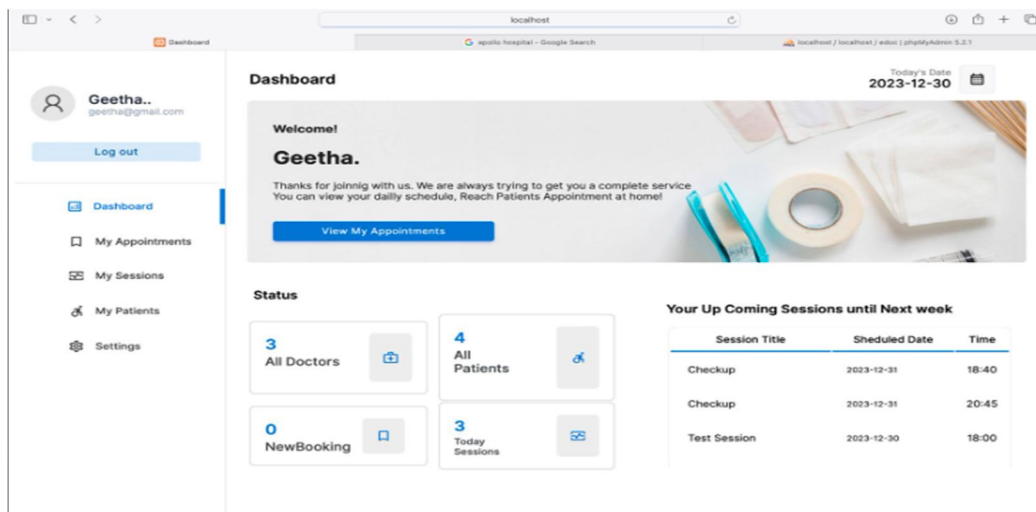 localhost
Dashboard
apollo hospital - Google Search
localhost / localhost / edoc | phpMyAdmin 5.2.1
Geetha..
geetha@gmail.com
Log out
Dashboard
My Appointments
My Sessions
My Patients
Settings
Dashboard
Today's Date
2023-12-30
Welcome!
Geetha.
Thanks for joinnig with us. We are always trying to get you a complete service
You can view your dailly schedule, Reach Patients Appointment at home!
View My Appointments
Status
3
All Doctors
4
All
Patients
0
NewBooking
3
Today
Sessions
Your Up Coming Sessions until Next week
Session Title Sheduled Date Time
Checkup 2023-12-31 18:40
Checkup 2023-12-31 20:45
Test Session 2023-12-30 18:00